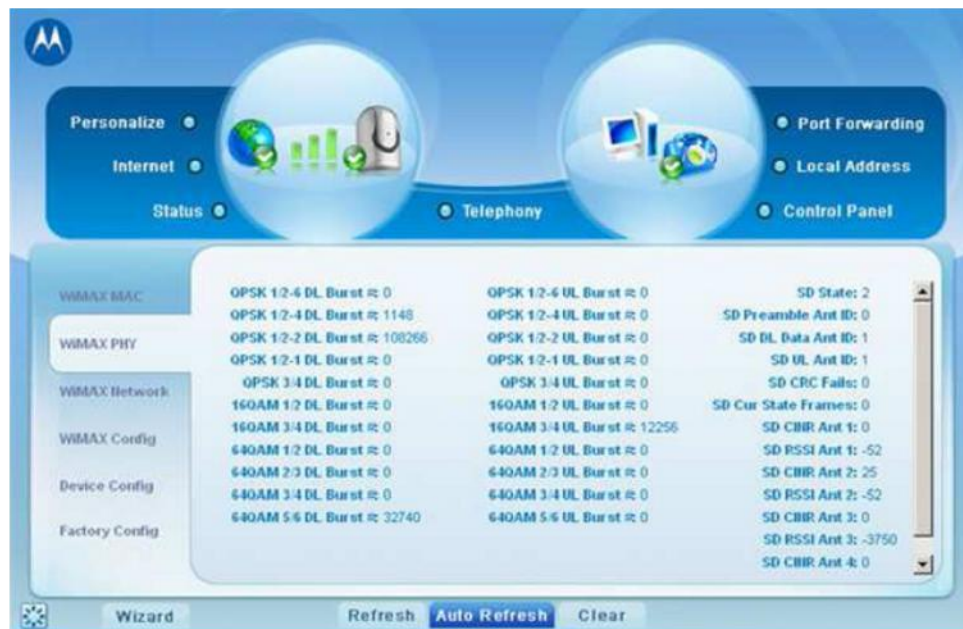 Personalize
Internet
Status
Telephony
Port Forwarding
Local Address
Control Panel
WiMAX MAC
WiMAX PHY
WiMAX Network
WiMAX Config
Device Config
Factory Config
QPSK 1/2-6 DL Burst #: 0
QPSK 1/2-4 DL Burst #: 1148
QPSK 1/2-2 DL Burst #: 108266
QPSK 1/2-1 DL Burst #: 0
QPSK 3/4 DL Burst #: 0
16QAM 1/2 DL Burst #: 0
16QAM 3/4 DL Burst #: 0
64QAM 1/2 DL Burst #: 0
64QAM 2/3 DL Burst #: 0
64QAM 3/4 DL Burst #: 0
64QAM 5/6 DL Burst #: 32740
QPSK 1/2-6 UL Burst #: 0
QPSK 1/2-4 UL Burst #: 0
QPSK 1/2-2 UL Burst #: 0
QPSK 1/2-1 UL Burst #: 0
QPSK 3/4 UL Burst #: 0
16QAM 1/2 UL Burst #: 0
16QAM 3/4 UL Burst #: 12256
64QAM 1/2 UL Burst #: 0
64QAM 2/3 UL Burst #: 0
64QAM 3/4 UL Burst #: 0
64QAM 5/6 UL Burst #: 0
SD State: 2
SD Preamble Ant ID: 0
SD DL Data Ant ID: 1
SD UL Ant ID: 1
SD CRC Fails: 0
SD Cur State Frames: 0
SD CINR Ant 1: 0
SD RSSI Ant 1: -52
SD CINR Ant 2: 25
SD RSSI Ant 2: -52
SD CINR Ant 3: 0
SD RSSI Ant 3: -3750
SD CINR Ant 4: 0
Wizard
Refresh
Auto Refresh
Clear